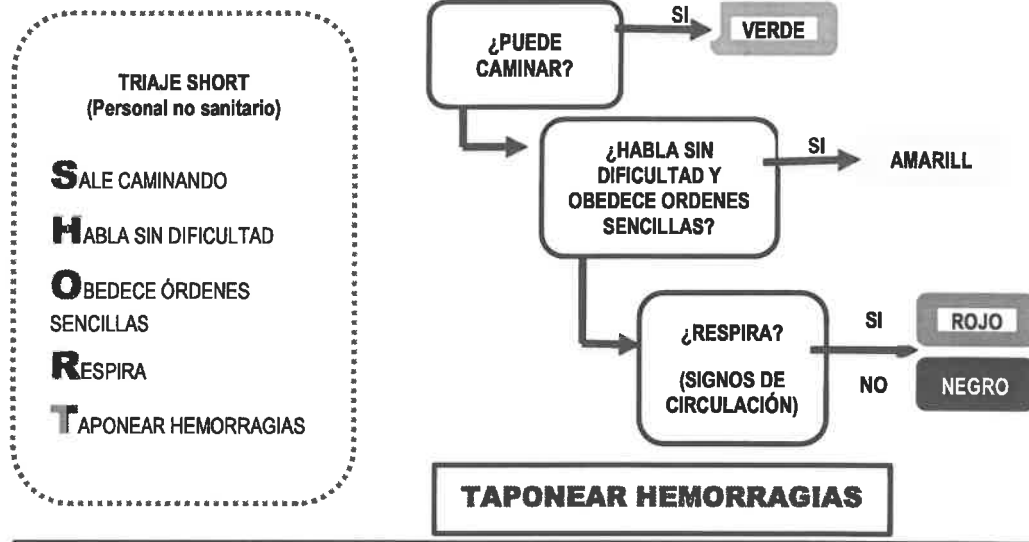 TRIAJE SHORT
(Personal no sanitario)
SALE CAMINANDO
HABLA SIN DIFICULTAD
OBEDECE ÓRDENES
SENCILLAS
RESPIRA
TAPONEAR HEMORRAGIAS
¿PUEDE
CAMINAR?
SI
VERDE
¿HABLA SIN
DIFICULTAD Y
OBEDECE ORDENES
SENCILLAS?
SI
AMARILL
¿RESPIRA?
(SIGNOS DE
CIRCULACIÓN)
SI
ROJO
NO
NEGRO
TAPONEAR HEMORRAGIAS